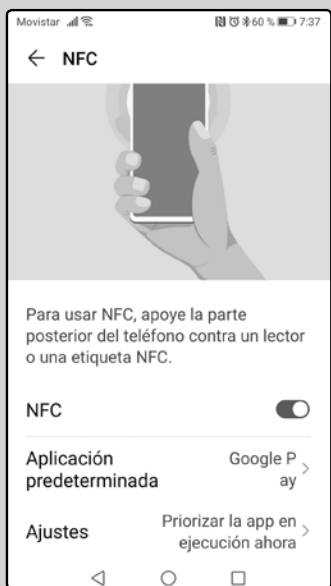 Movistar 60 % 7:37
NFC
Para usar NFC, apoye la parte
posterior del teléfono contra un lector
o una etiqueta NFC.
NFC
Aplicación Google P
predeterminada ay
Ajustes Priorizar la app en
ejecución ahora